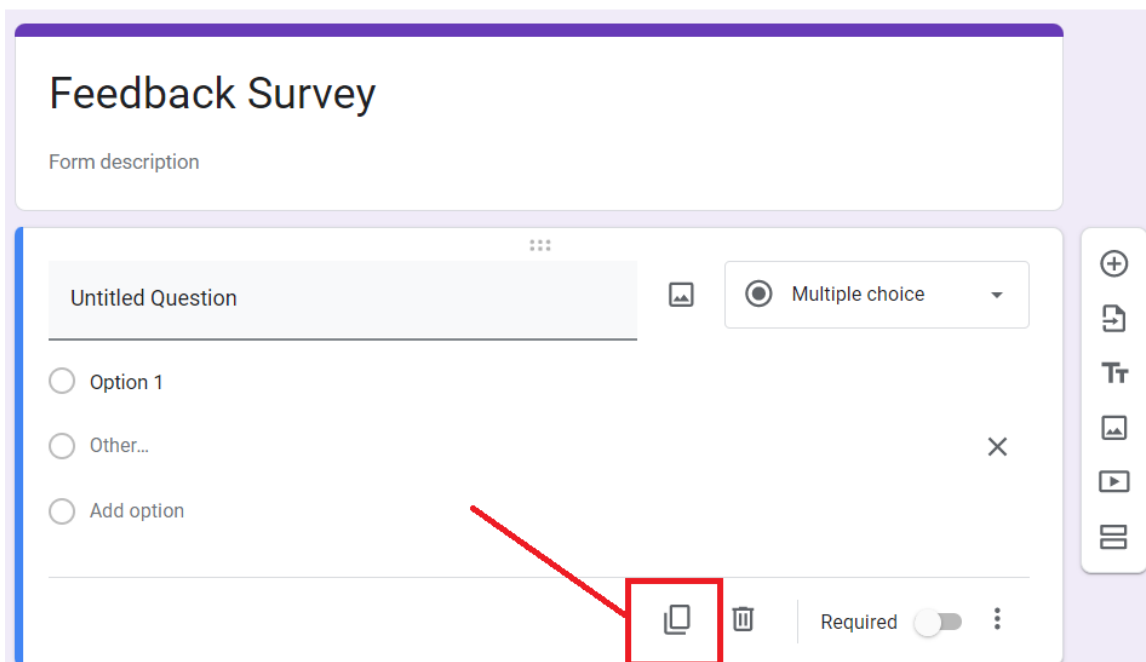 Feedback Survey
Form description
Untitled Question
Multiple choice
Option 1
Other...
Add option
Required